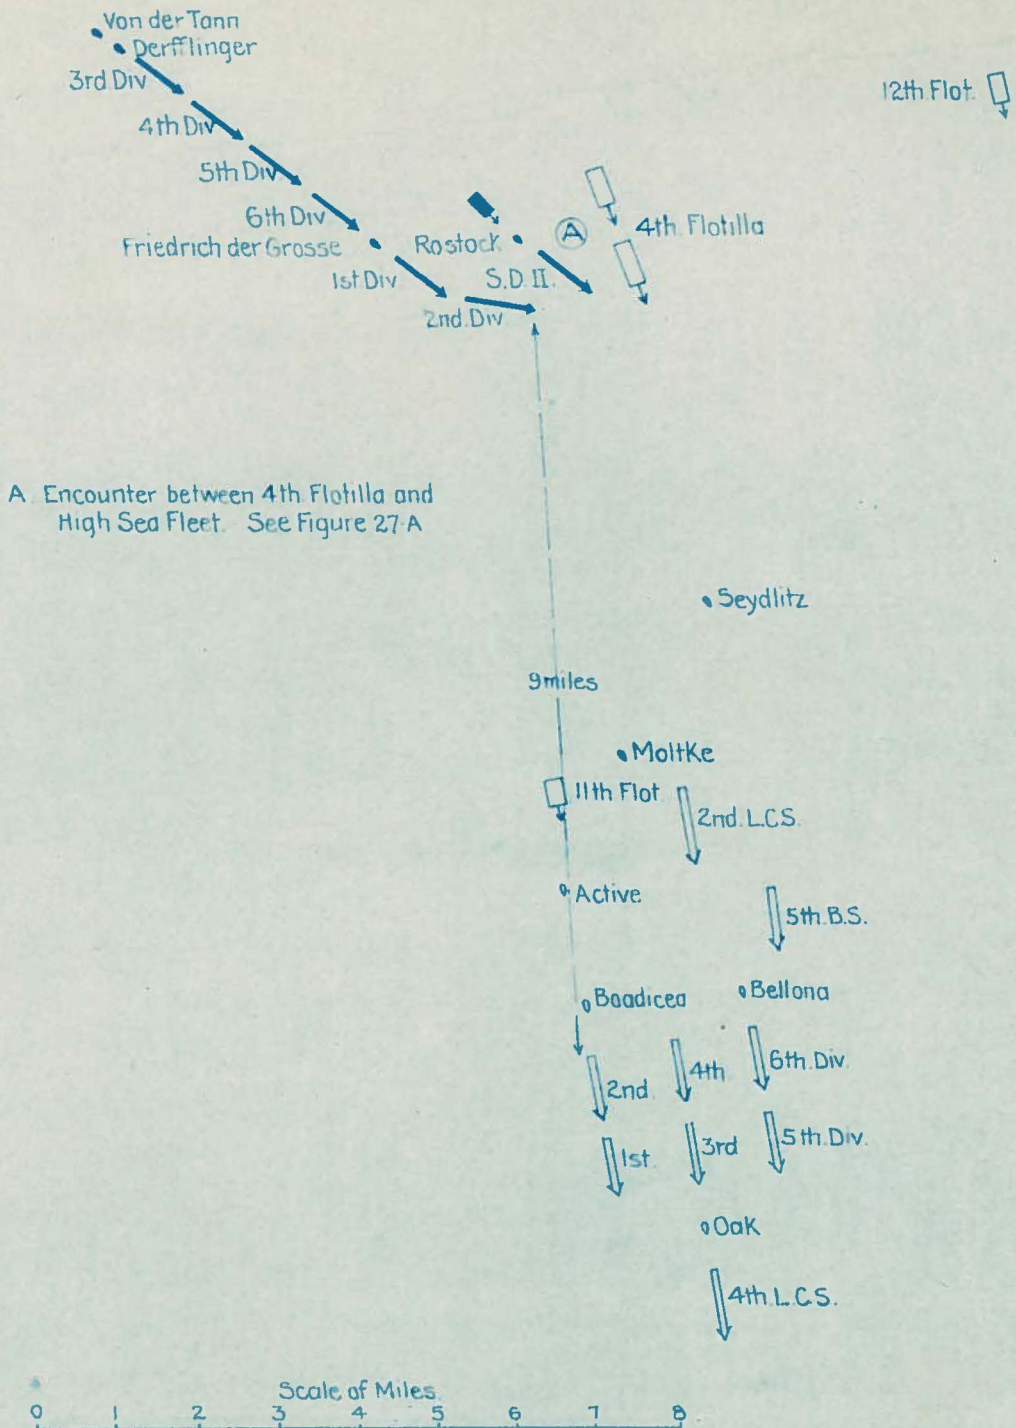 Von der Tann
Derfflinger
3rd Div
12th Flot.
4th Div
5th Div.
6th Div
Friedrich der Grosse
Rostock
A
4th Flotilla
1st Div
S.D. II.
2nd. Div
A Encounter between 4th Flotilla and
High Sea Fleet. See Figure 27-A
Seydlitz
9 miles
Moltke
11th Flot
2nd. L.C.S.
Active
5th. B.S.
Boadicea
Bellona
2nd.
4th
6th. Div.
1st.
3rd
5th. Div.
Oak
4th. L.C.S.
Scale of Miles.
0 1 2 3 4 5 6 7 8